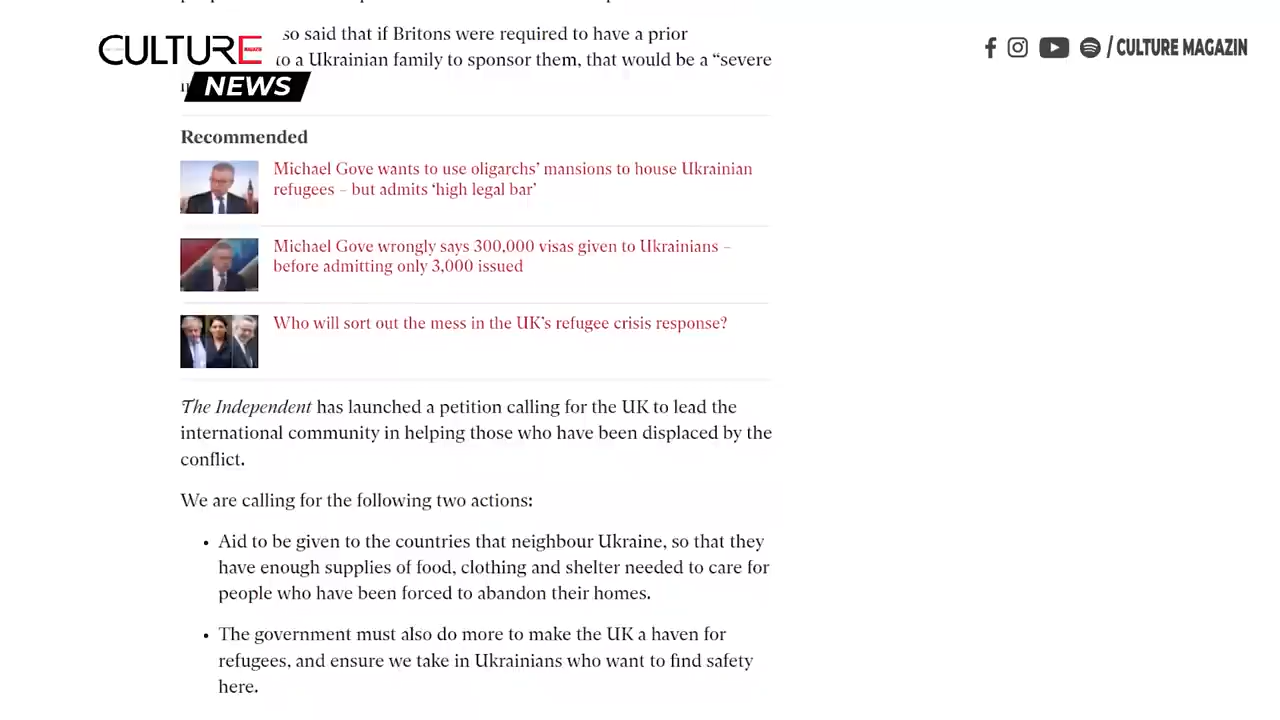 so said that if Britons were required to have a prior
to a Ukrainian family to sponsor them, that would be a “severe
CULTURE
NEWS
/ CULTURE MAGAZIN
Recommended
Michael Gove wants to use oligarchs’ mansions to house Ukrainian
refugees – but admits ‘high legal bar’
Michael Gove wrongly says 300,000 visas given to Ukrainians –
before admitting only 3,000 issued
Who will sort out the mess in the UK’s refugee crisis response?
The Independent has launched a petition calling for the UK to lead the
international community in helping those who have been displaced by the
conflict.
We are calling for the following two actions:
• Aid to be given to the countries that neighbour Ukraine, so that they
have enough supplies of food, clothing and shelter needed to care for
people who have been forced to abandon their homes.
• The government must also do more to make the UK a haven for
refugees, and ensure we take in Ukrainians who want to find safety
here.